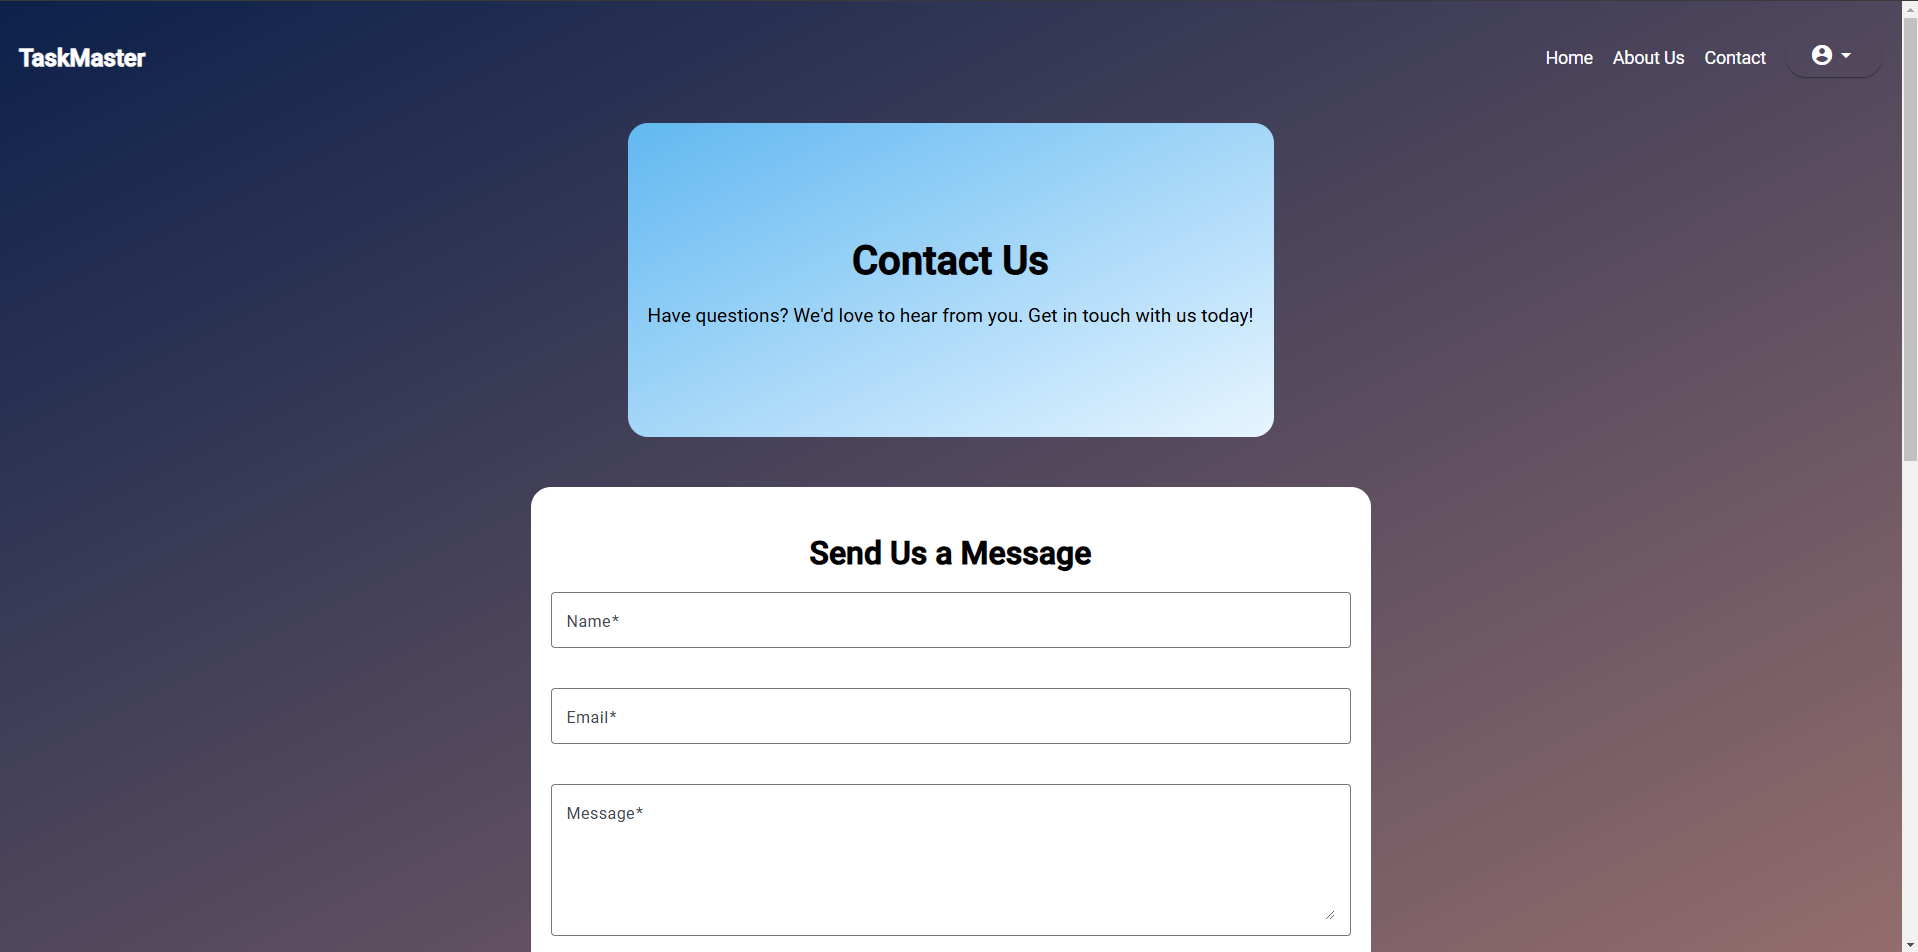 TaskMaster
Home About Us Contact
Contact Us
Have questions? We'd love to hear from you. Get in touch with us today!
Send Us a Message
Name*
Email*
Message*